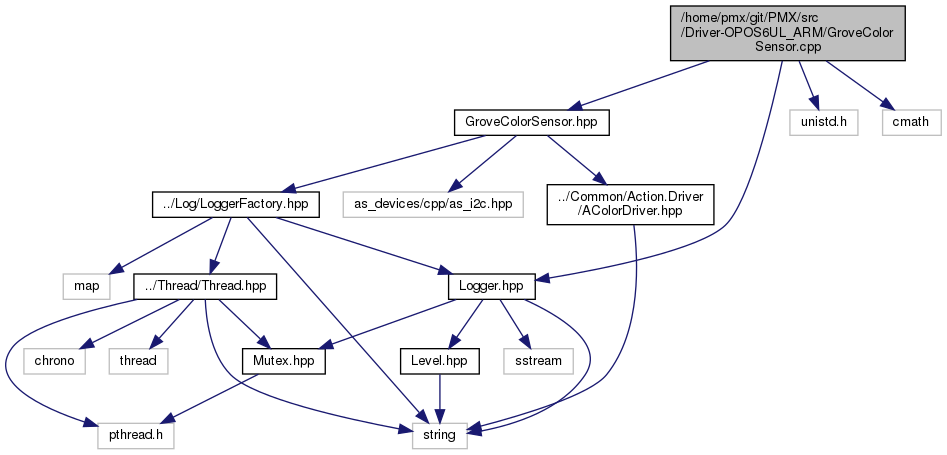 /home/pmx/git/PMX/src
/Driver-OPOS6UL_ARM/GroveColor
Sensor.cpp
GroveColorSensor.hpp
unistd.h
cmath
../Log/LoggerFactory.hpp
as_devices/cpp/as_i2c.hpp
../Common/Action.Driver
/AColorDriver.hpp
map
../Thread/Thread.hpp
Logger.hpp
chrono
thread
Mutex.hpp
Level.hpp
sstream
pthread.h
string